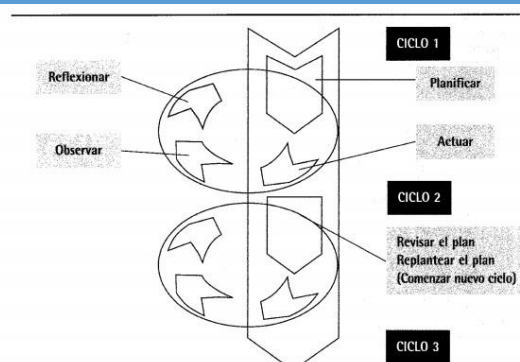 CICLO 1
Reflexionar
Planificar
Observar
Actuar
CICLO 2
Revisar el plan
Replantear el plan
(Comenzar nuevo ciclo)
CICLO 3